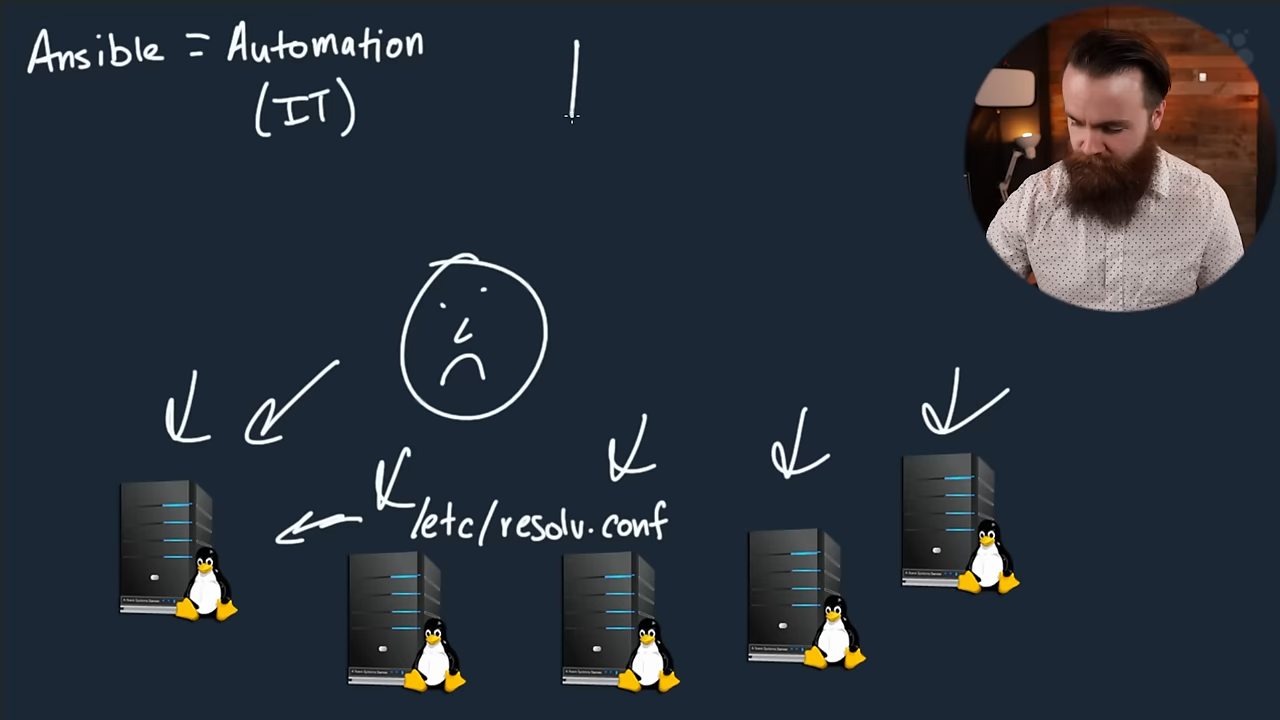 Ansible = Automation
(IT)
/etc/resolv.conf